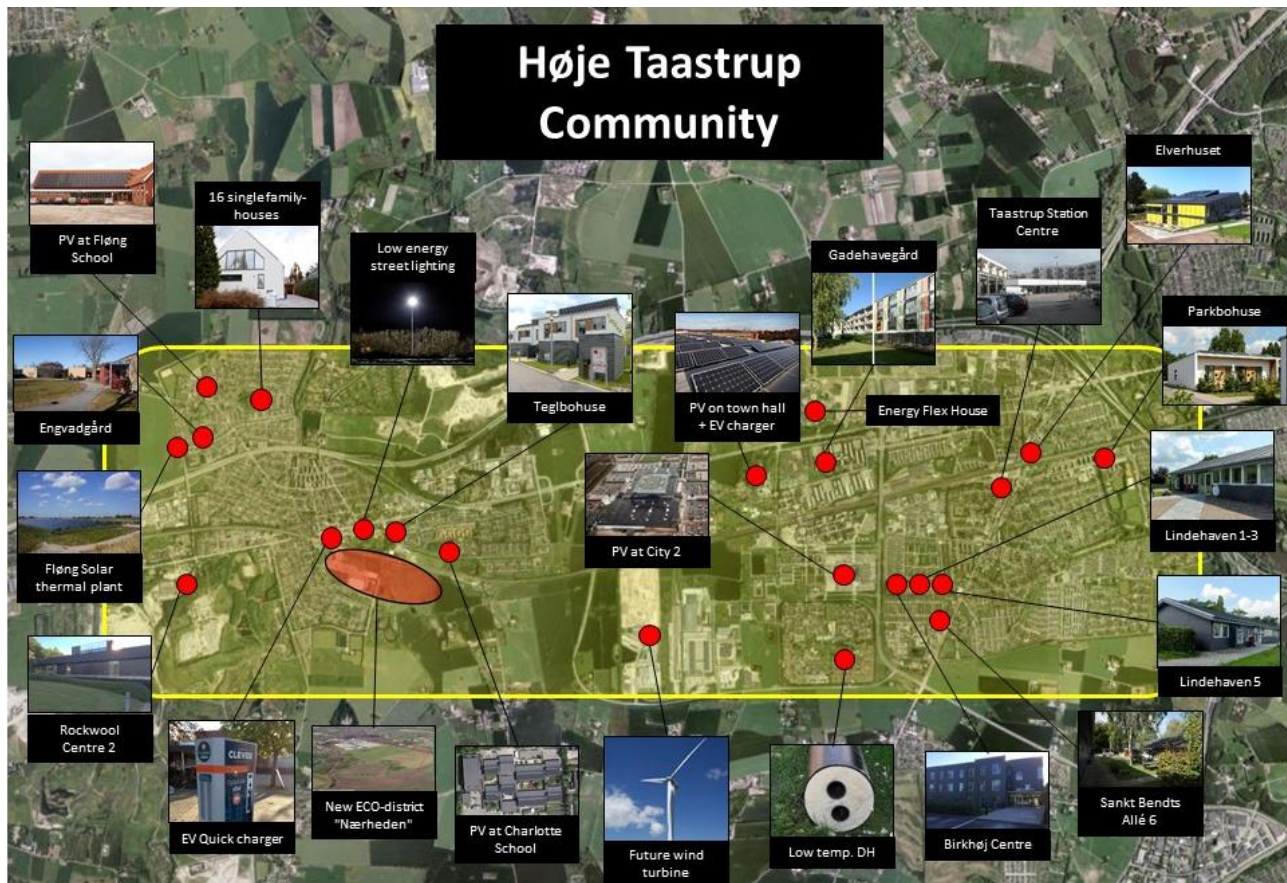 Høje Taastrup
Community
Elverhuset
16 singlefamily-
houses
Taastrup Station
Centre
PV at Fløng
School
Low energy
street lighting
Gadehavegård
Parkbohuse
Engvadgård
Teglbohuse
PV on town hall
+ EV charger
Energy Flex House
Fløng Solar
thermal plant
PV at City 2
Lindehaven 1-3
Lindehaven 5
Rockwool
Centre 2
CLEVER
EV Quick charger
New ECO-district
"Nærheden"
PV at Charlotte
School
Future wind
turbine
Low temp. DH
Birkhøj Centre
Sankt Bendts
Allé 6